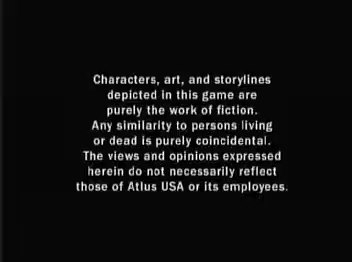 Characters, art, and storylines
depicted in this game are
purely the work of fiction.
Any similarity to persons living
or dead is purely coincidental.
The views and opinions expressed
herein do not necessarily reflect
those of Atlus USA or its employees.